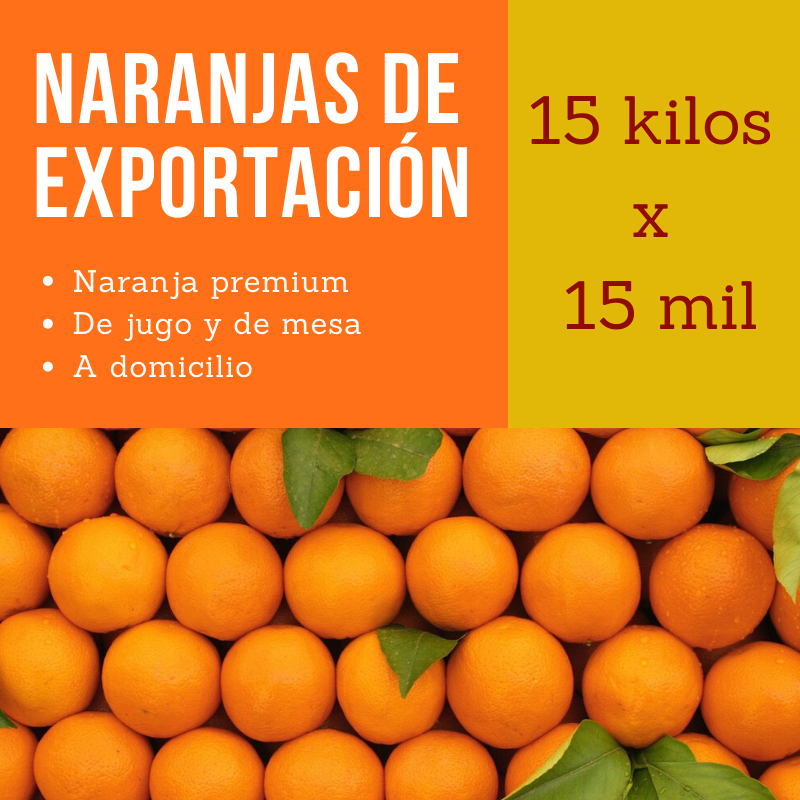 NARANJAS DE
EXPORTACIÓN
• Naranja premium
• De jugo y de mesa
• A domicilio
15 kilos
x
15 mil